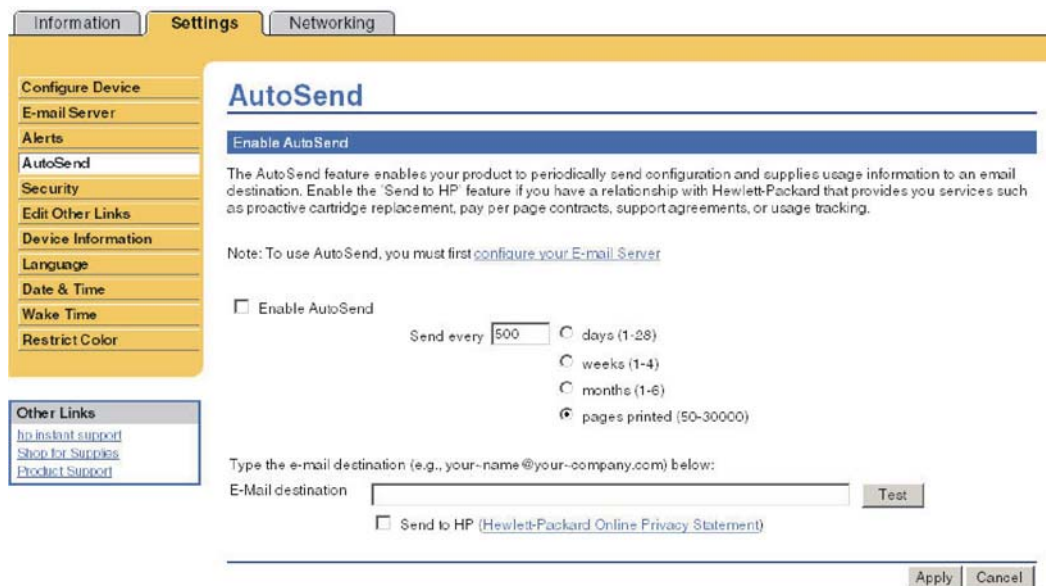 Information
Settings
Networking
Configure Device
E-mail Server
Alerts
AutoSend
Security
Edit Other Links
Device Information
Language
Date & Time
Wake Time
Restrict Color
Other Links
hp instant support
Shop for Supplies
Product Support
AutoSend
Enable AutoSend
The AutoSend feature enables your product to periodically send configuration and supplies usage information to an email
destination. Enable the 'Send to HP' feature if you have a relationship with Hewlett-Packard that provides you services such
as proactive cartridge replacement, pay per page contracts, support agreements, or usage tracking.
Note: To use AutoSend, you must first configure your E-mail Server
Enable AutoSend
Send every 500 days (1-28)
weeks (1-4)
months (1-6)
pages printed (50-30000)
Type the e-mail destination (e.g., your~name@your~company.com) below:
E-Mail destination Test
Send to HP (Hewlett-Packard Online Privacy Statement)
Apply Cancel